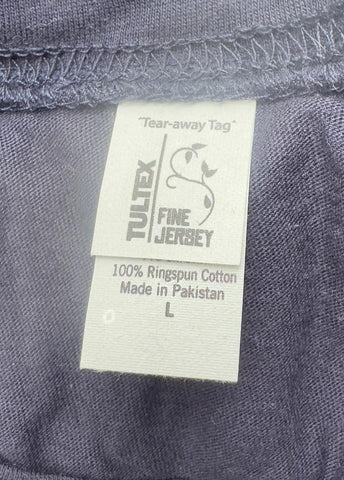 "Tear-away Tag"
TULTEX
FINE
JERSEY
100% Ringspun Cotton
Made in Pakistan
L